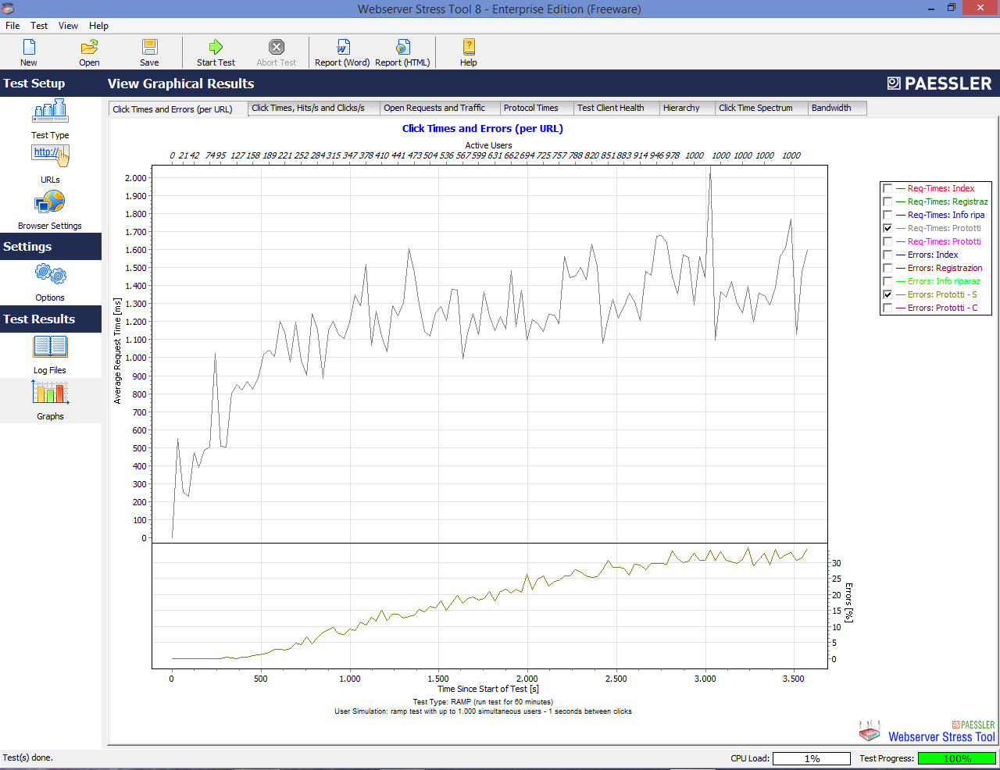 Webserver Stress Tool 8 - Enterprise Edition (Freeware)
File Test View Help
New Open Save Start Test Abort Test Report (Word) Report (HTML) Help
Test Setup
View Graphical Results
PAESSLER
Click Times and Errors (per URL) Click Times, Hits/s and Clicks/s Open Requests and Traffic Protocol Times Test Client Health Hierarchy Click Time Spectrum Bandwidth
Test Type
http://
URLs
Browser Settings
Settings
Options
Test Results
Log Files
Graphs
Click Times and Errors (per URL)
Active Users
0 21 42 74 95 127 158 189 221 252 284 315 347 378 410 441 473 504 536 567 599 631 662 694 725 757 788 820 851 883 914 946 978 1000 1000 1000 1000 1000
2.000
1.900
1.800
1.700
1.600
1.500
1.400
1.300
1.200
1.100
1.000
900
800
700
600
500
400
300
200
100
0
Average Request Time [ms]
30
25
20
15
10
5
0
Errors [%]
0 500 1.000 1.500 2.000 2.500 3.000 3.500
Time Since Start of Test [s]
Test Type: RAMP (run test for 60 minutes)
User Simulation: ramp test with up to 1.000 simultaneous users - 1 seconds between clicks
Req-Times: Index
Req-Times: Registraz
Req-Times: Info ripa
Req-Times: Prototti
Req-Times: Prototti
Errors: Index
Errors: Registrazion
Errors: Info riparaz
Errors: Prototti - S
Errors: Prototti - C
PAESSLER
Webserver Stress Tool
Test(s) done.
CPU Load: 1% Test Progress: 100%